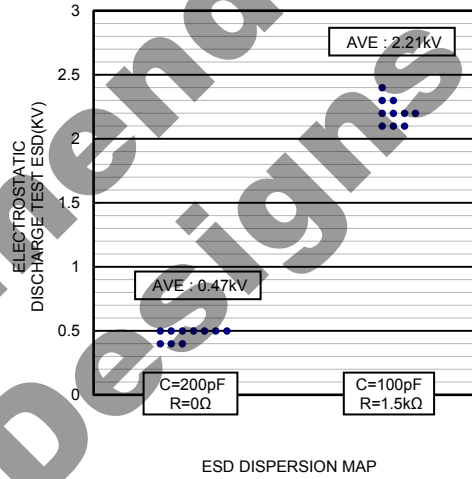 3
2.5
2
1.5
1
0.5
0
ELECTROSTATIC
DISCHARGE TEST ESD(KV)
AVE : 2.21kV
AVE : 0.47kV
C=200pF
R=0Ω
C=100pF
R=1.5kΩ
ESD DISPERSION MAP
Designs